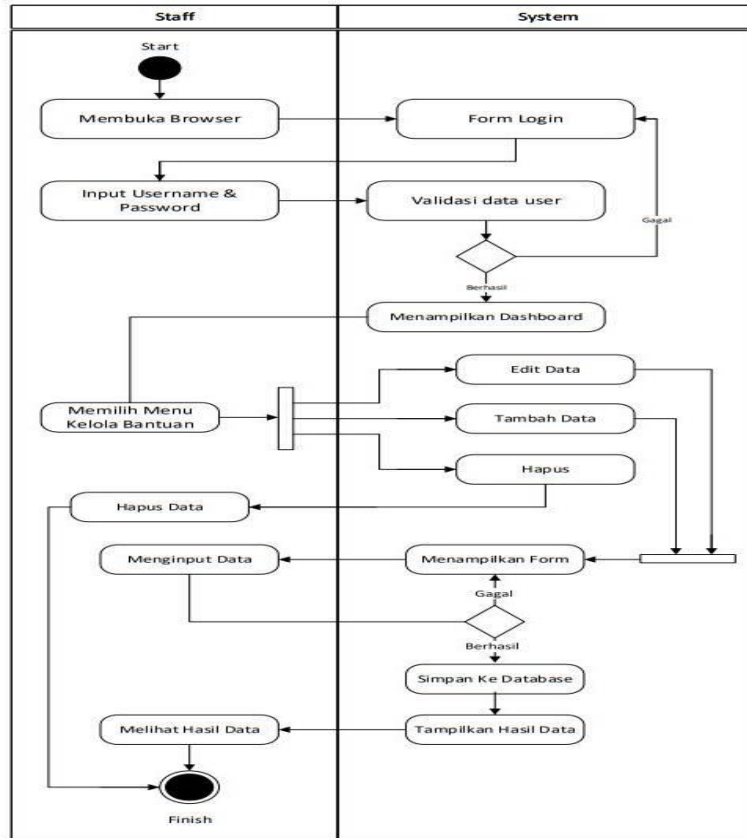 Staff
System
Start
Membuka Browser
Form Login
Input Username &
Password
Validasi data user
Gagal
Berhasil
Menampilkan Dashboard
Edit Data
Memilih Menu
Kelola Bantuan
Tambah Data
Hapus
Hapus Data
Menginput Data
Menampilkan Form
Gagal
Berhasil
Simpan Ke Database
Melihat Hasil Data
Tampilkan Hasil Data
Finish